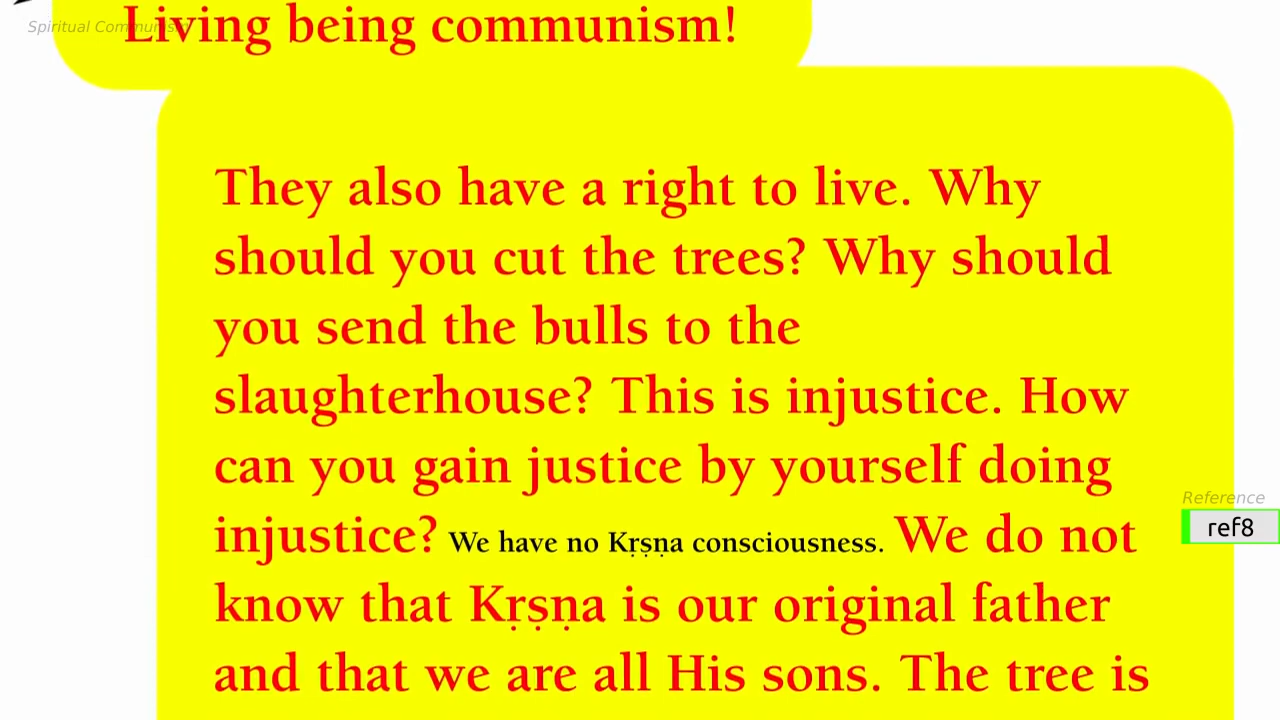 Spiritual Communism
Living being communism!
They also have a right to live. Why
should you cut the trees? Why should
you send the bulls to the
slaughterhouse? This is injustice. How
can you gain justice by yourself doing
injustice? We have no Kṛṣṇa consciousness. We do not
know that Kṛṣṇa is our original father
and that we are all His sons. The tree is
Reference
ref8